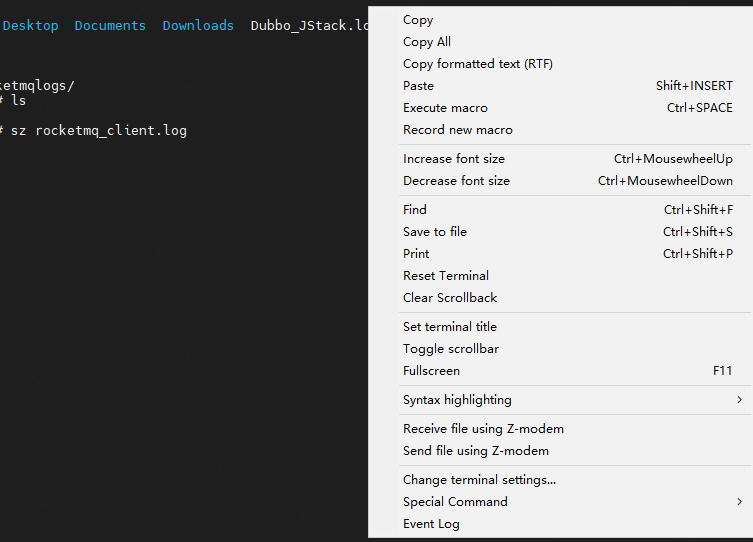 Desktop Documents Downloads Dubbo_JStack.lo
ketmqlogs/
# ls
# sz rocketmq_client.log
Copy
Copy All
Copy formatted text (RTF)
Paste Shift+INSERT
Execute macro Ctrl+SPACE
Record new macro
Increase font size Ctrl+MousewheelUp
Decrease font size Ctrl+MousewheelDown
Find Ctrl+Shift+F
Save to file Ctrl+Shift+S
Print Ctrl+Shift+P
Reset Terminal
Clear Scrollback
Set terminal title
Toggle scrollbar
Fullscreen F11
Syntax highlighting >
Receive file using Z-modem
Send file using Z-modem
Change terminal settings...
Special Command >
Event Log